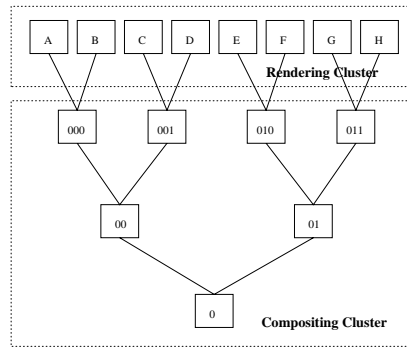 A B C D E F G H
Rendering Cluster
000 001 010 011
00 01
0
Compositing Cluster